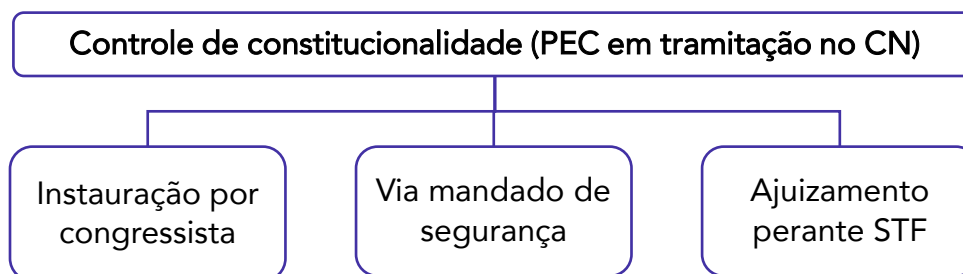 Controle de constitucionalidade (PEC em tramitação no CN)
Instauração por
congressista
Via mandado de
segurança
Ajuizamento
perante STF